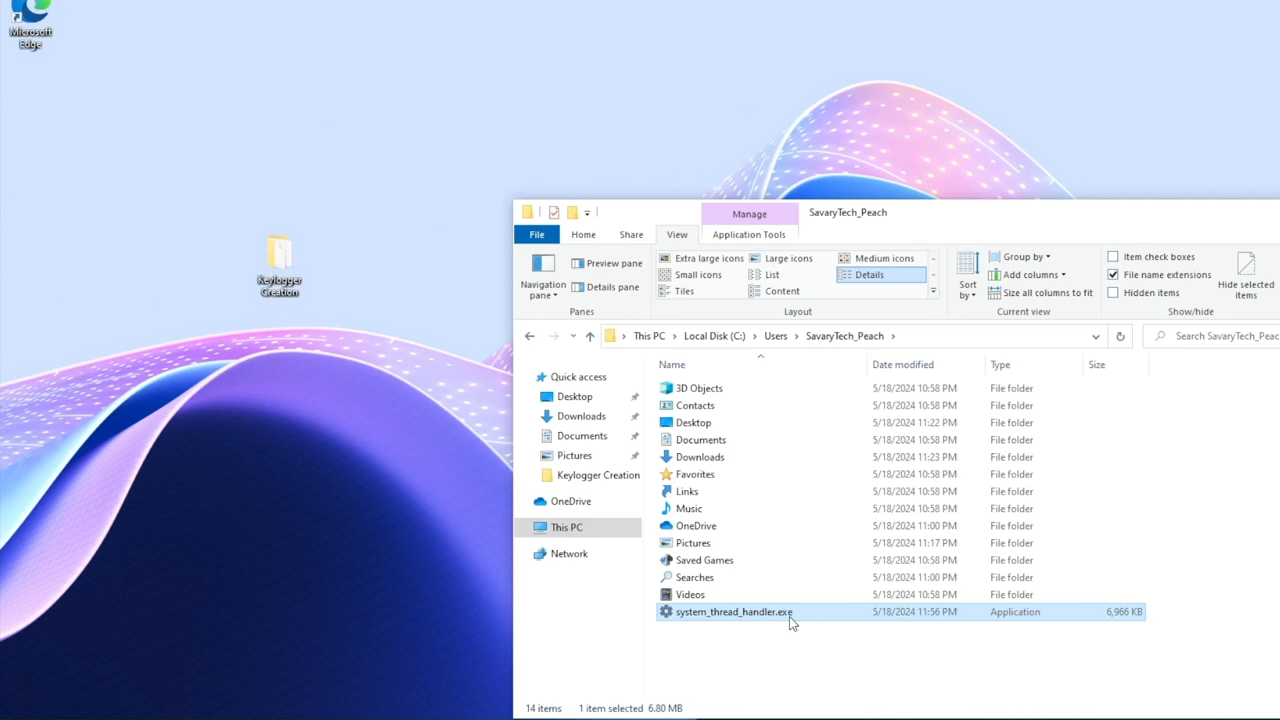 Microsoft
Edge
Keylogger
Creation
Manage
SavaryTech_Peach
File
Home
Share
View
Application Tools
Navigation
pane
Preview pane
Details pane
Panes
Extra large icons
Large icons
Medium icons
Small icons
List
Details
Tiles
Content
Layout
Sort
by
Group by
Add columns
Size all columns to fit
Current view
Item check boxes
File name extensions
Hidden items
Hide selected
items
Show/hide
This PC > Local Disk (C:) > Users > SavaryTech_Peach >
Search SavaryTech_Peac
Quick access
Desktop
Downloads
Documents
Pictures
Keylogger Creation
OneDrive
This PC
Network
Name Date modified Type Size
3D Objects 5/18/2024 10:58 PM File folder
Contacts 5/18/2024 10:58 PM File folder
Desktop 5/18/2024 11:22 PM File folder
Documents 5/18/2024 10:58 PM File folder
Downloads 5/18/2024 11:23 PM File folder
Favorites 5/18/2024 10:58 PM File folder
Links 5/18/2024 10:58 PM File folder
Music 5/18/2024 10:58 PM File folder
OneDrive 5/18/2024 11:00 PM File folder
Pictures 5/18/2024 11:17 PM File folder
Saved Games 5/18/2024 10:58 PM File folder
Searches 5/18/2024 11:00 PM File folder
Videos 5/18/2024 10:58 PM File folder
system_thread_handler.exe 5/18/2024 11:56 PM Application 6,966 KB
14 items 1 item selected 6.80 MB